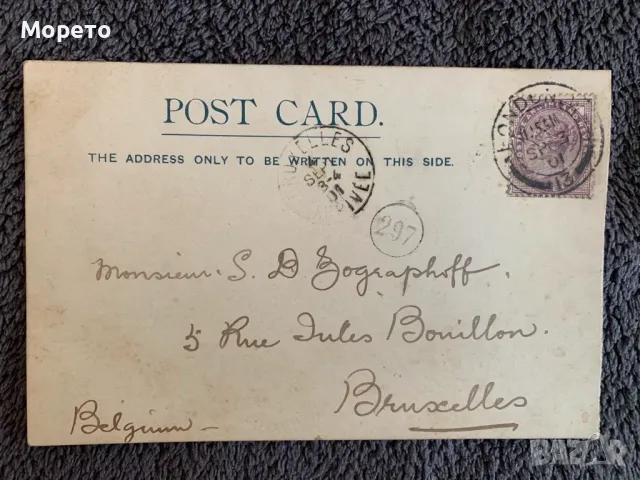 Морето
POST CARD.
THE ADDRESS ONLY TO BE WRITTEN ON THIS SIDE.
297
Monsieur. S. D Zographoff.
5 Rue Jules Bouillon.
Bruxelles
Belgium —
BAZAR